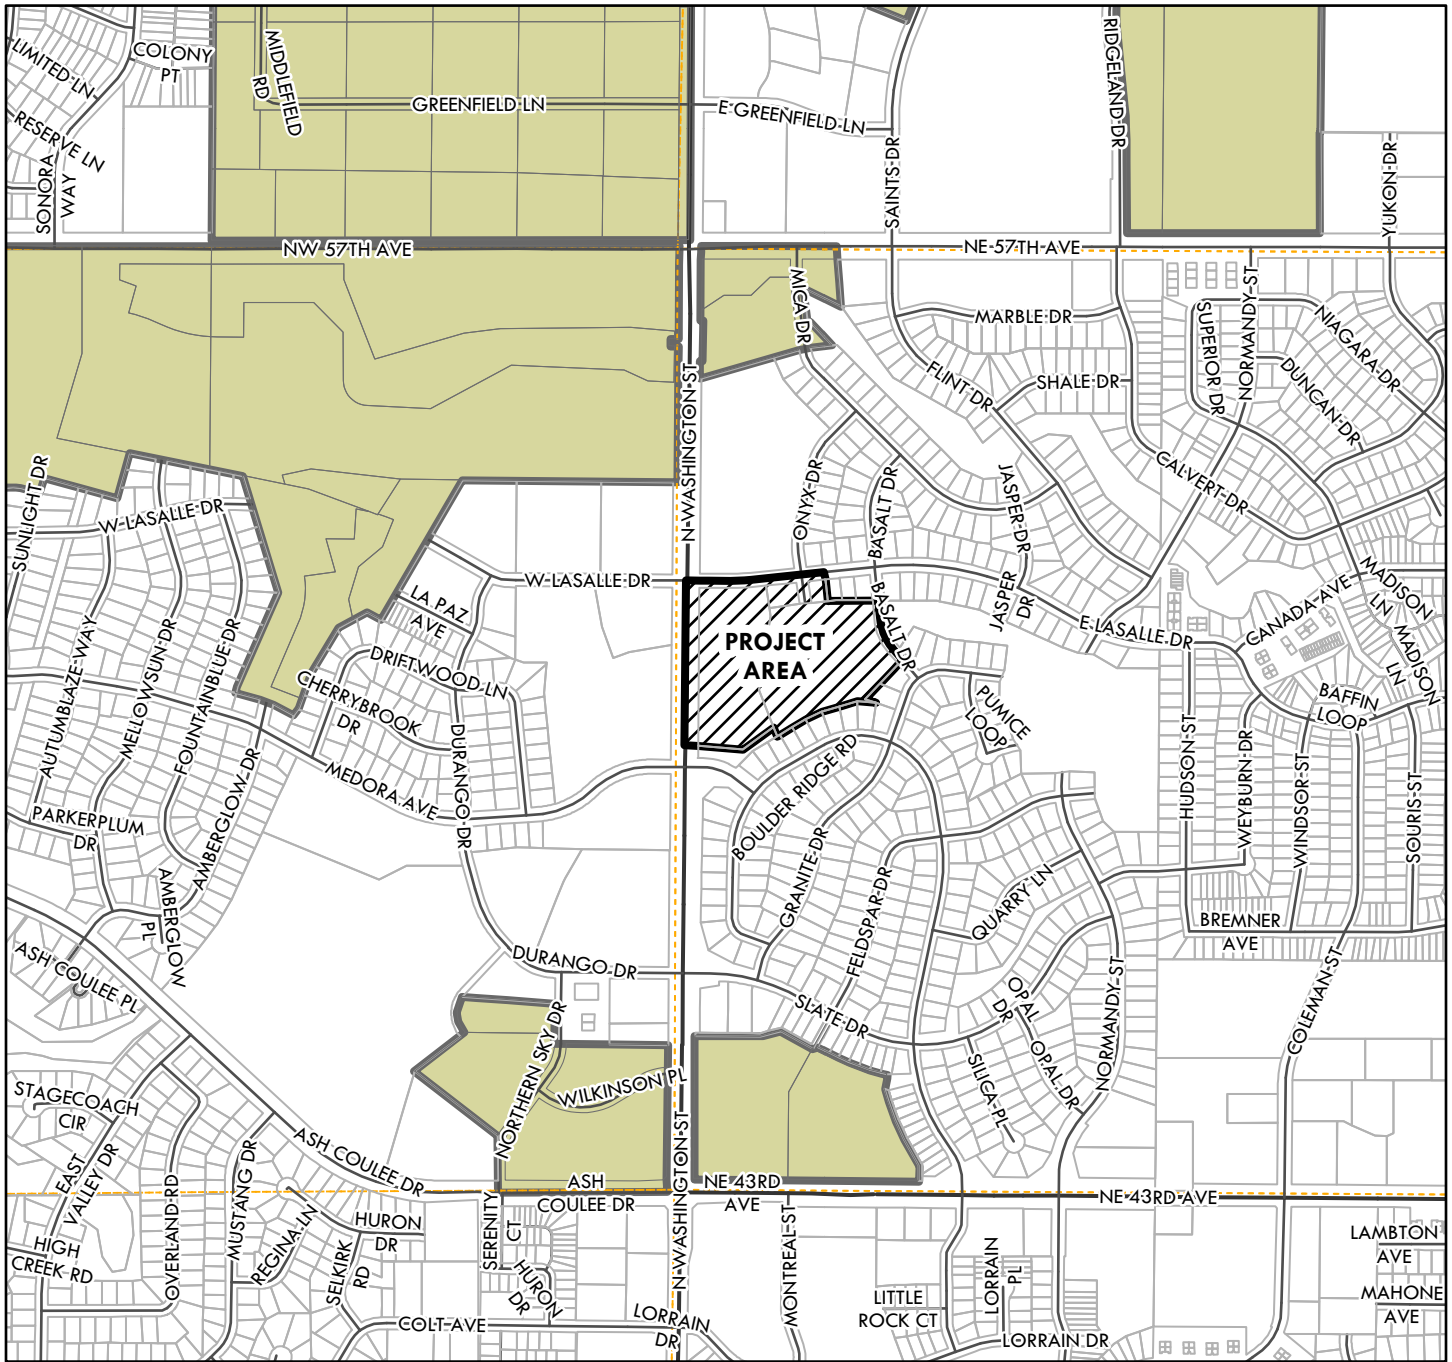 LIMITED LN
COLONY
PT
MIDDLEFIELD
RD
GREENFIELD LN
E GREENFIELD LN
RIDGELAND DR
RESERVE LN
SONORA
WAY
SAINTS DR
YUKON DR
NW 57TH AVE
NE 57TH AVE
MICA DR
MARBLE DR
NORMANDY ST
SUPERIOR DR
NIAGARA DR
FLINT DR
SHALE DR
DUNCAN DR
N WASHINGTON ST
SUNLIGHT DR
W LASALLE DR
ONYX DR
BASALT DR
JASPER DR
CALVERT DR
W LASALLE DR
LA PAZ
AVE
JASPER
DR
BASALT DR
E LASALLE DR
CANADA AVE
MADISON
LN
MADISON
LN
PROJECT
AREA
AUTUMBLAZE WAY
MELLOWSUN DR
FOUNTAINBLUE DR
DRIFTWOOD LN
CHERRYBROOK
DR
PUMICE
LOOP
BAFFIN
LOOP
DURANGO DR
AMBERGLOW DR
MEDORA AVE
BOULDER RIDGE RD
HUDSON ST
WEYBURN DR
WINDSOR ST
SOURIS ST
PARKERPLUM
DR
GRANITE DR
FELDSPAR DR
QUARRY LN
AMBERGLOW
PL
BREMNER
AVE
ASH COULEE PL
DURANGO DR
SLATE DR
OPAL
DR
NORMANDY ST
COLEMAN ST
NORTHERN SKY DR
WILKINSON PL
SILICA PL
OPAL DR
STAGECOACH
CIR
EAST
VALLEY DR
OVERLAND RD
MUSTANG DR
ASH COULEE DR
N WASHINGTON ST
ASH
COULEE DR
NE 43RD
AVE
NE 43RD AVE
HIGH
CREEK RD
REGINA LN
SELKIRK
RD
HURON
DR
SERENITY
CT
HURON
DR
COLT AVE
LORRAIN
DR
MONTREAL ST
LITTLE
ROCK CT
LORRAIN
PL
LORRAIN DR
LAMBTON
AVE
MAHONE
AVE